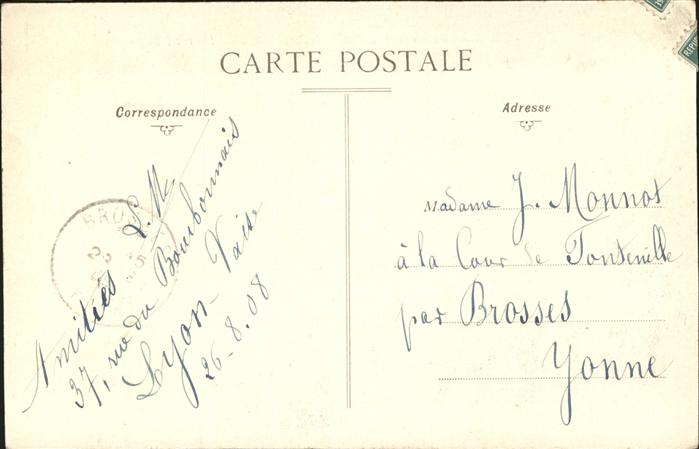 CARTE POSTALE
Correspondance
Amitiés L.M
37, rue du Bourbonnais
Lyon-Vaise
26-8.08
Adresse
Madame J. Monnot
à la Cour de Fontenille
par Brosses
Yonne
BROS